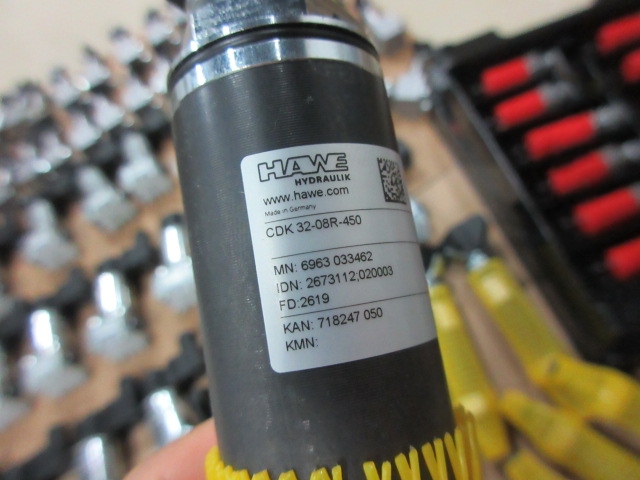 HAWE
HYDRAULIK
www.hawe.com
Made in Germany
CDK 32-08R-450
MN: 6963 033462
IDN: 2673112;020003
FD:2619
KAN: 718247 050
KMN: